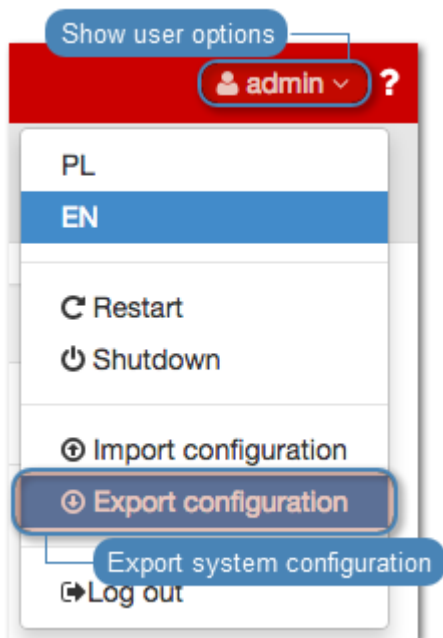 Show user options
admin ?
PL
EN
Restart
Shutdown
Import configuration
Export configuration
Export system configuration
Log out